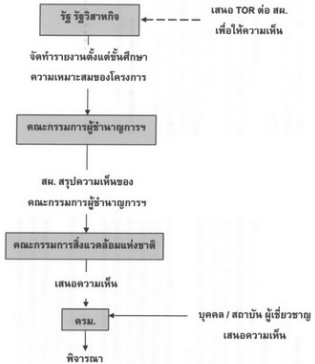 รัฐ รัฐวิสาหกิจ
เสนอ TOR ต่อ สผ.
เพื่อให้ความเห็น
จัดทำรายงานตั้งแต่ขั้นศึกษา
ความเหมาะสมของโครงการ
คณะกรรมการผู้ชำนาญการฯ
สผ. สรุปความเห็นของ
คณะกรรมการผู้ชำนาญการฯ
คณะกรรมการสิ่งแวดล้อมแห่งชาติ
เสนอความเห็น
ครม.
บุคคล / สถาบัน ผู้เชี่ยวชาญ
เสนอความเห็น
พิจารณา